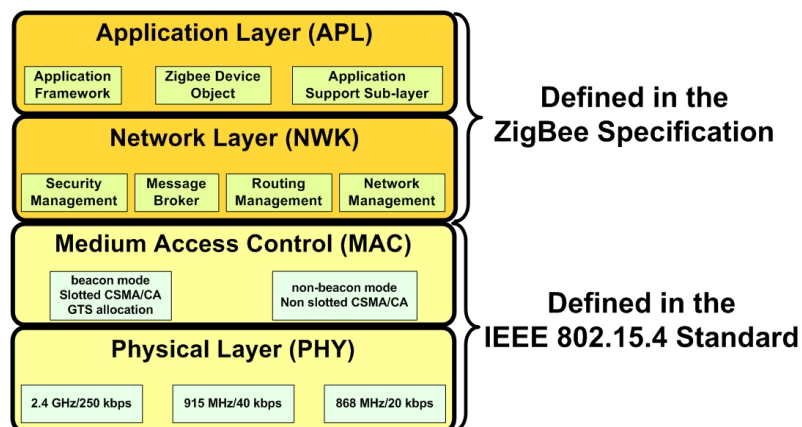 Application Layer (APL)
Application
Framework
Zigbee Device
Object
Application
Support Sub-layer
Defined in the
ZigBee Specification
Network Layer (NWK)
Security
Management
Message
Broker
Routing
Management
Network
Management
Medium Access Control (MAC)
beacon mode
Slotted CSMA/CA
GTS allocation
non-beacon mode
Non slotted CSMA/CA
Defined in the
IEEE 802.15.4 Standard
Physical Layer (PHY)
2.4 GHz/250 kbps
915 MHz/40 kbps
868 MHz/20 kbps